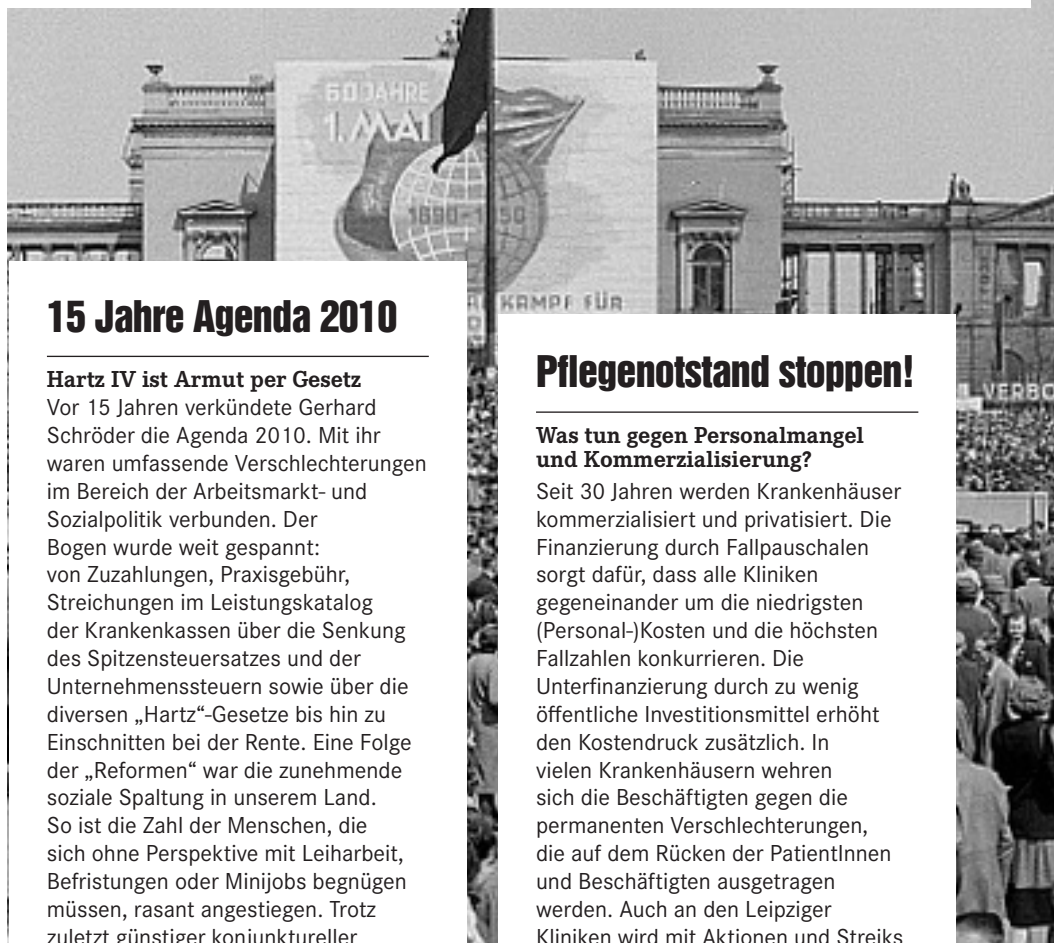 60 JAHRE
1. MAI
1890-1950
KAMPF FÜR
VERBO
15 Jahre Agenda 2010
Hartz IV ist Armut per Gesetz
Vor 15 Jahren verkündete Gerhard
Schröder die Agenda 2010. Mit ihr
waren umfassende Verschlechterungen
im Bereich der Arbeitsmarkt- und
Sozialpolitik verbunden. Der
Bogen wurde weit gespannt:
von Zuzahlungen, Praxisgebühr,
Streichungen im Leistungskatalog
der Krankenkassen über die Senkung
des Spitzensteuersatzes und der
Unternehmenssteuern sowie über die
diversen „Hartz“-Gesetze bis hin zu
Einschnitten bei der Rente. Eine Folge
der „Reformen“ war die zunehmende
soziale Spaltung in unserem Land.
So ist die Zahl der Menschen, die
sich ohne Perspektive mit Leiharbeit,
Befristungen oder Minijobs begnügen
müssen, rasant angestiegen. Trotz
zuletzt günstiger konjunktureller
Pflegenotstand stoppen!
Was tun gegen Personalmangel
und Kommerzialisierung?
Seit 30 Jahren werden Krankenhäuser
kommerzialisiert und privatisiert. Die
Finanzierung durch Fallpauschalen
sorgt dafür, dass alle Kliniken
gegeneinander um die niedrigsten
(Personal-)Kosten und die höchsten
Fallzahlen konkurrieren. Die
Unterfinanzierung durch zu wenig
öffentliche Investitionsmittel erhöht
den Kostendruck zusätzlich. In
vielen Krankenhäusern wehren
sich die Beschäftigten gegen die
permanenten Verschlechterungen,
die auf dem Rücken der PatientInnen
und Beschäftigten ausgetragen
werden. Auch an den Leipziger
Kliniken wird mit Aktionen und Streiks